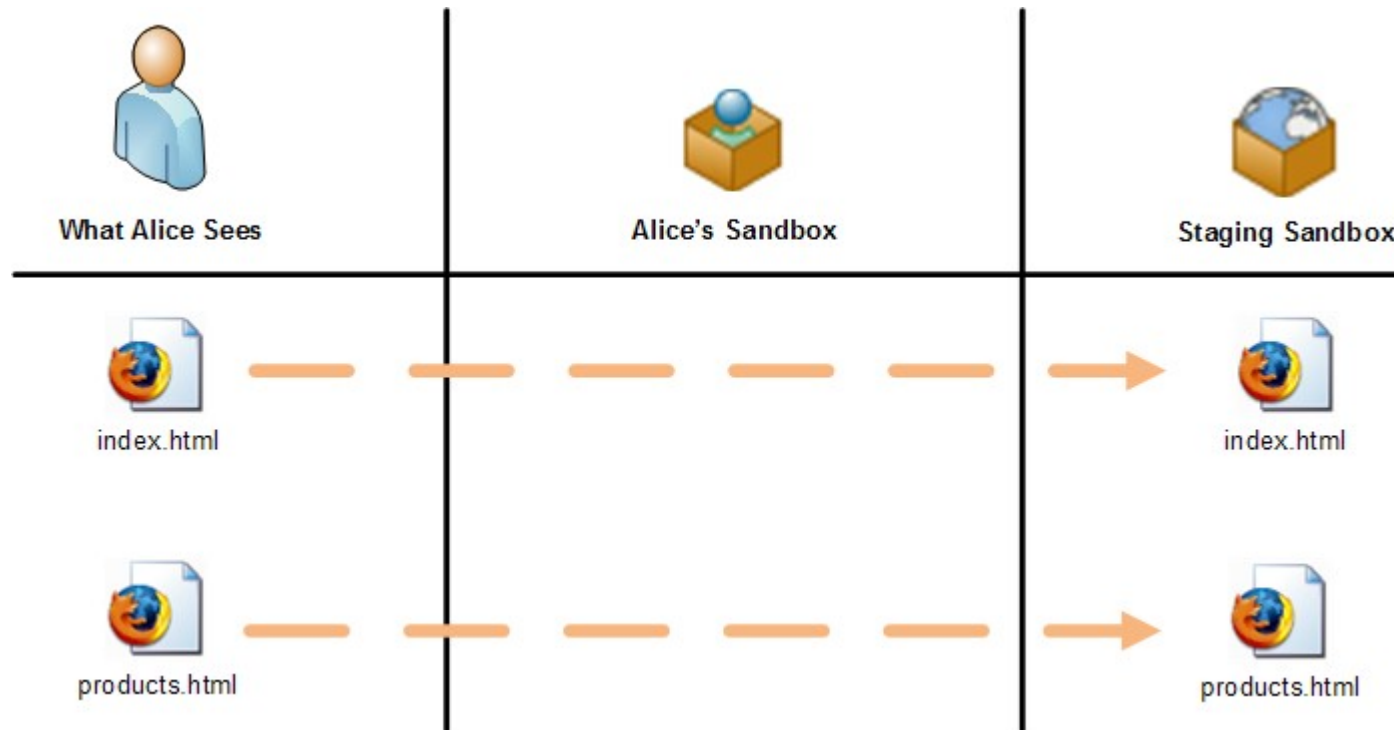 What Alice Sees
Alice's Sandbox
Staging Sandbox
index.html
index.html
products.html
products.html